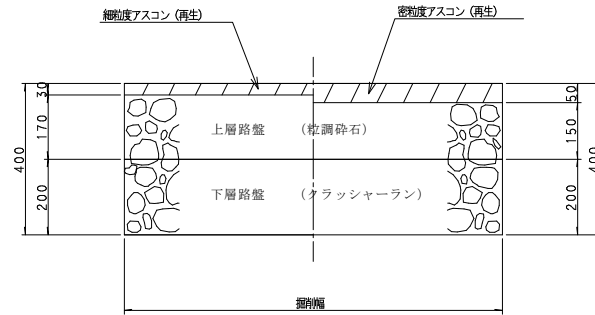 細粒度アスコン（再生）
密粒度アスコン（再生）
30
50
170
上層路盤　（粒調砕石）
150
400
400
200
下層路盤　（クラッシャーラン）
200
掘削幅